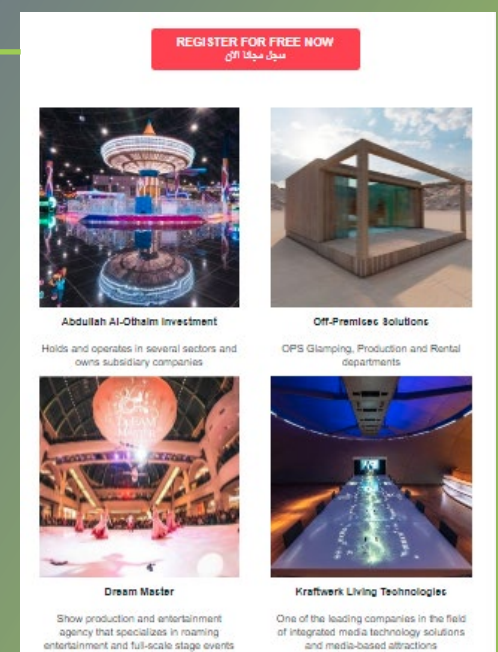 REGISTER FOR FREE NOW
سجل مجانا الآن
Abdullah Al-Othaim Investment
Holds and operates in several sectors and
owns subsidiary companies
Off-Premises Solutions
OPS Glamping, Production and Rental
departments
DREAM
MASTER
Dream Master
Show production and entertainment
agency that specializes in roaming
entertainment and full-scale stage events
Kraftwerk Living Technologies
One of the leading companies in the field
of integrated media technology solutions
and media-based attractions